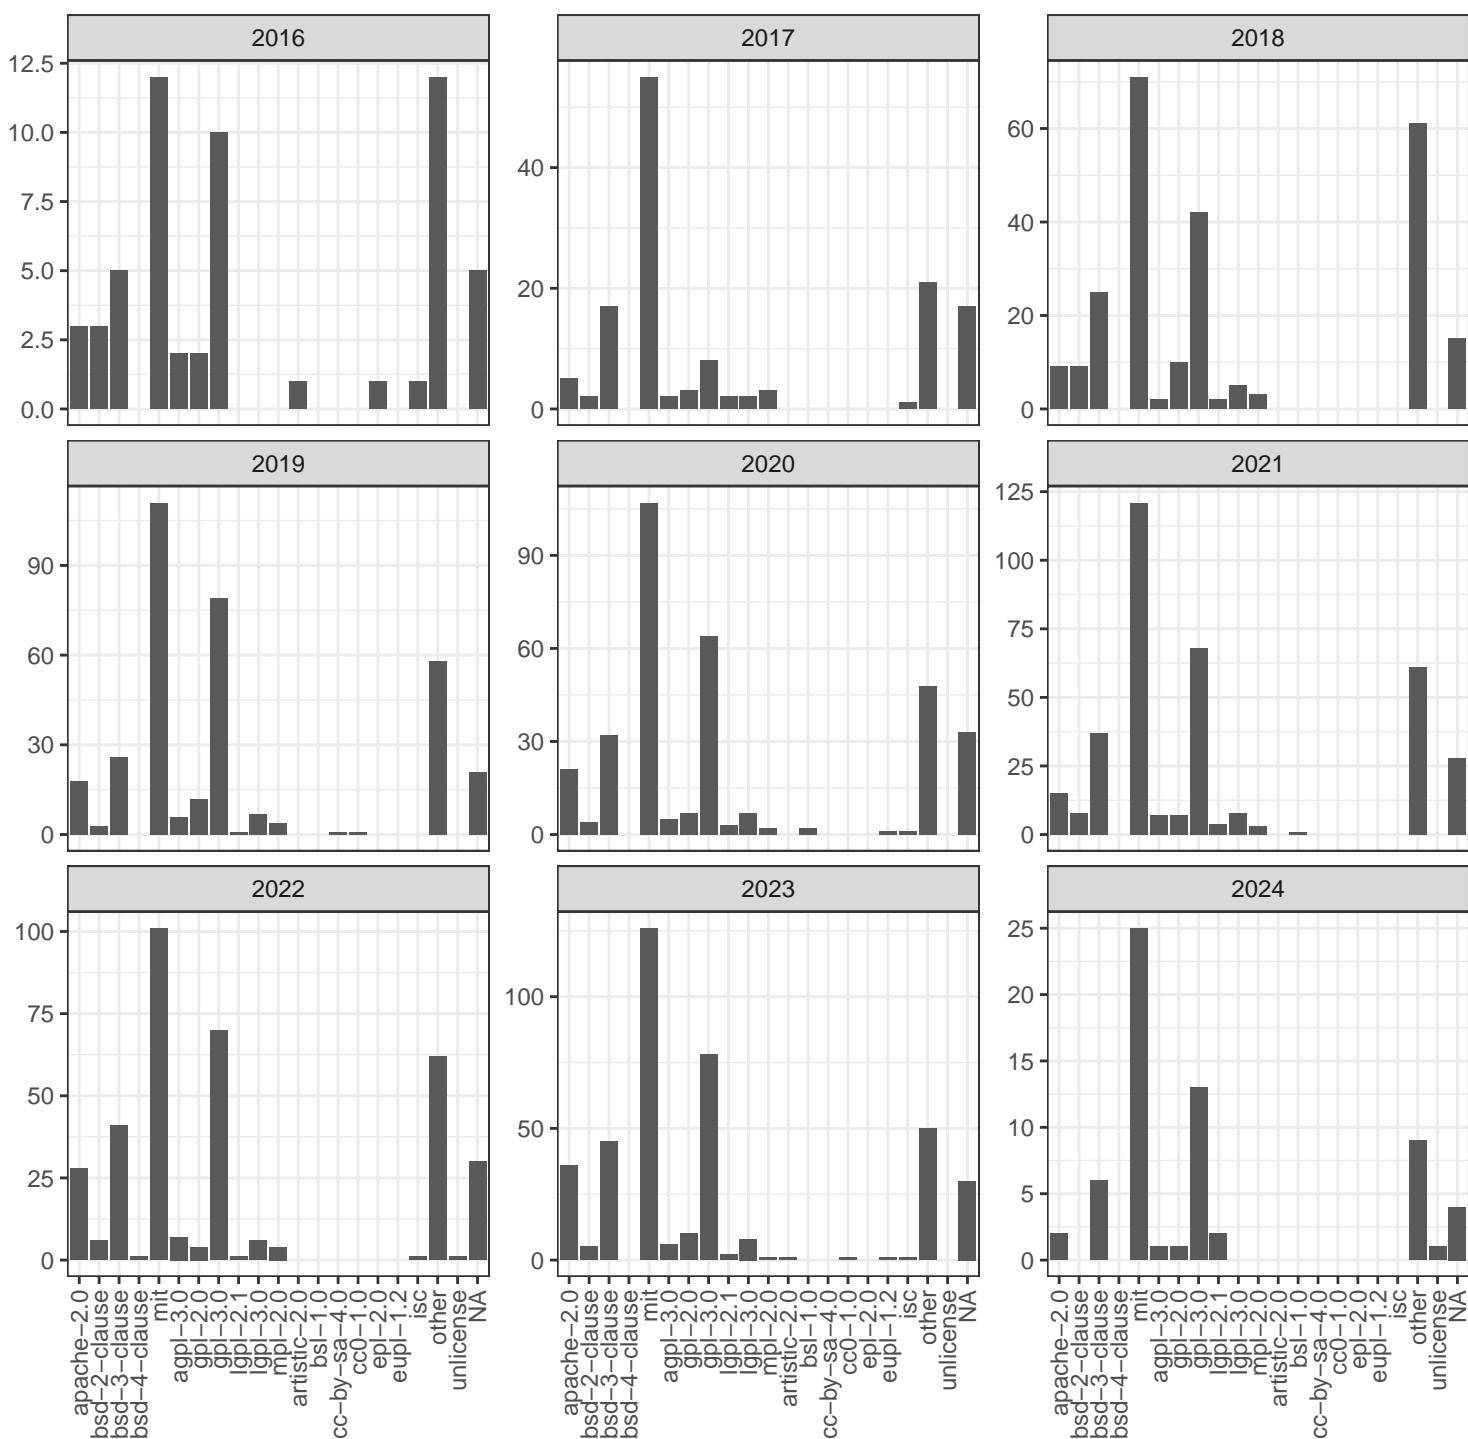 2016
2017
2018
12.5
10.0
7.5
5.0
2.5
0.0
40
20
0
60
40
20
0
2019
2020
2021
90
60
30
0
90
60
30
0
125
100
75
50
25
0
2022
2023
2024
100
75
50
25
0
100
50
0
25
20
15
10
5
0
apache−2.0
bsd−2−clause
bsd−3−clause
bsd−4−clause
mit
agpl−3.0
gpl−2.0
gpl−3.0
lgpl−2.1
lgpl−3.0
mpl−2.0
artistic−2.0
bsl−1.0
cc−by−sa−4.0
cc0−1.0
epl−2.0
eupl−1.2
isc
other
unlicense
NA
apache−2.0
bsd−2−clause
bsd−3−clause
bsd−4−clause
mit
agpl−3.0
gpl−2.0
gpl−3.0
lgpl−2.1
lgpl−3.0
mpl−2.0
artistic−2.0
bsl−1.0
cc−by−sa−4.0
cc0−1.0
epl−2.0
eupl−1.2
isc
other
unlicense
NA
apache−2.0
bsd−2−clause
bsd−3−clause
bsd−4−clause
mit
agpl−3.0
gpl−2.0
gpl−3.0
lgpl−2.1
lgpl−3.0
mpl−2.0
artistic−2.0
bsl−1.0
cc−by−sa−4.0
cc0−1.0
epl−2.0
eupl−1.2
isc
other
unlicense
NA